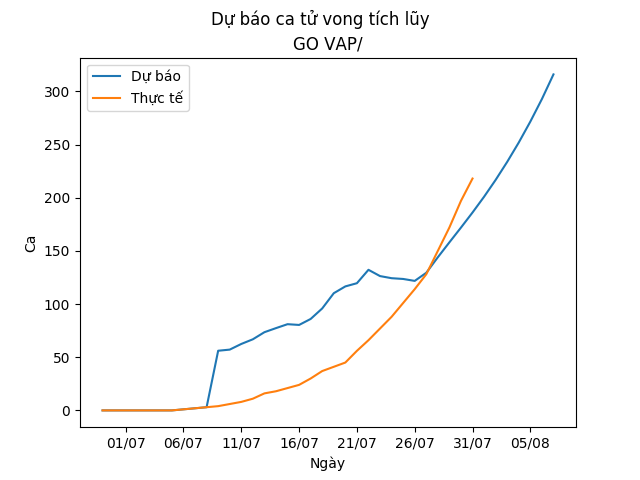 Dự báo ca tử vong tích lũy
GO VAP/
Dự báo
Thực tế
Ca
300
250
200
150
100
50
0
01/07 06/07 11/07 16/07 21/07 26/07 31/07 05/08
Ngày